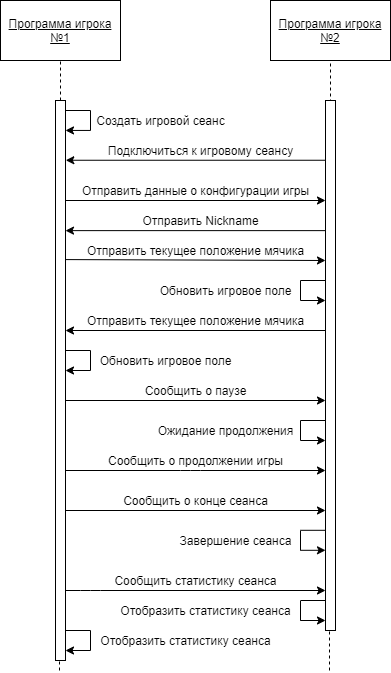 Программа игрока
№1
Программа игрока
№2
Создать игровой сеанс
Подключиться к игровому сеансу
Отправить данные о конфигурации игры
Отправить Nickname
Отправить текущее положение мячика
Обновить игровое поле
Отправить текущее положение мячика
Обновить игровое поле
Сообщить о паузе
Ожидание продолжения
Сообщить о продолжении игры
Сообщить о конце сеанса
Завершение сеанса
Сообщить статистику сеанса
Отобразить статистику сеанса
Отобразить статистику сеанса